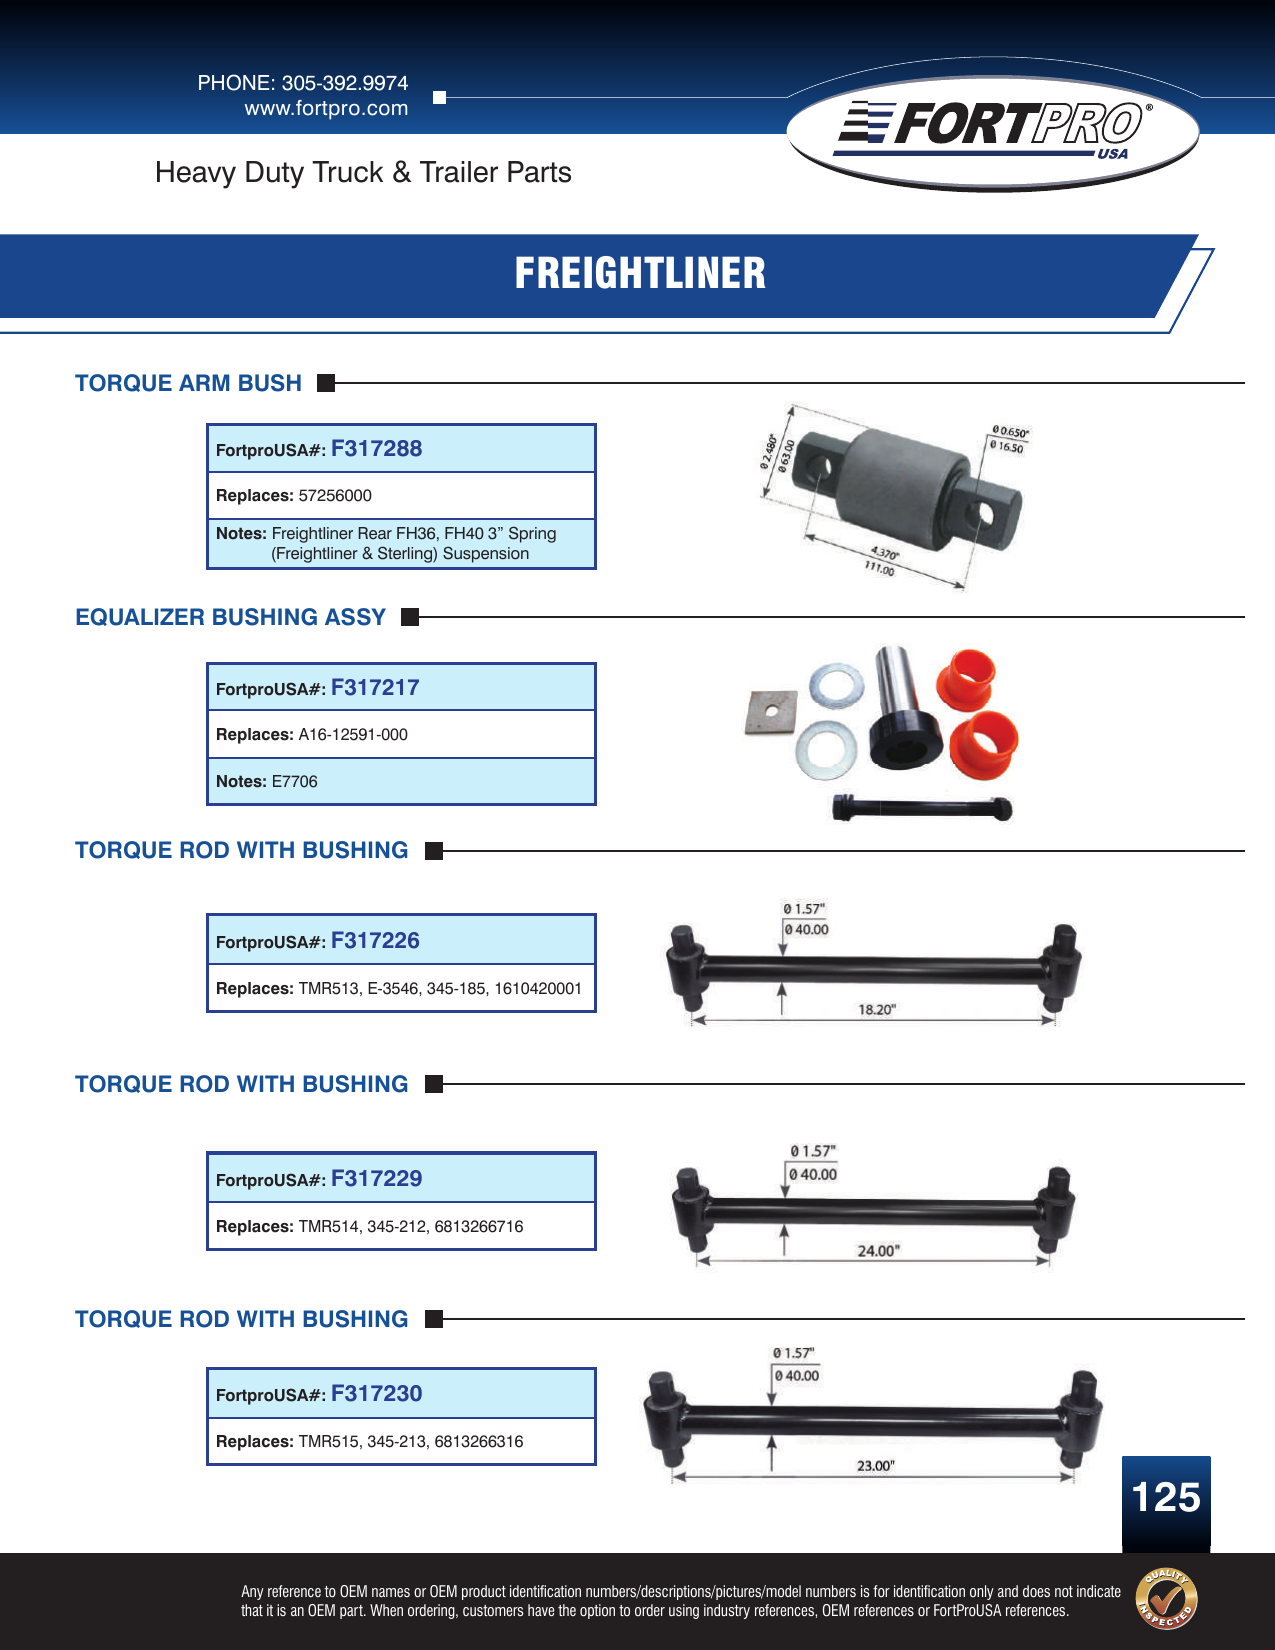 PHONE: 305-392.9974
www.fortpro.com
FORTPRO®
USA
Heavy Duty Truck & Trailer Parts
FREIGHTLINER
TORQUE ARM BUSH
FortproUSA#: F317288
Replaces: 57256000
Notes: Freightliner Rear FH36, FH40 3” Spring
(Freightliner & Sterling) Suspension
Ø 2.480"
Ø 63.00
Ø 0.650"
Ø 16.50
4.370"
111.00
EQUALIZER BUSHING ASSY
FortproUSA#: F317217
Replaces: A16-12591-000
Notes: E7706
TORQUE ROD WITH BUSHING
FortproUSA#: F317226
Replaces: TMR513, E-3546, 345-185, 1610420001
Ø 1.57"
Ø 40.00
18.20"
TORQUE ROD WITH BUSHING
FortproUSA#: F317229
Replaces: TMR514, 345-212, 6813266716
Ø 1.57"
Ø 40.00
24.00"
TORQUE ROD WITH BUSHING
FortproUSA#: F317230
Replaces: TMR515, 345-213, 6813266316
Ø 1.57"
Ø 40.00
23.00"
125
Any reference to OEM names or OEM product identification numbers/descriptions/pictures/model numbers is for identification only and does not indicate
that it is an OEM part. When ordering, customers have the option to order using industry references, OEM references or FortProUSA references.
QUALITY
INSPECTED